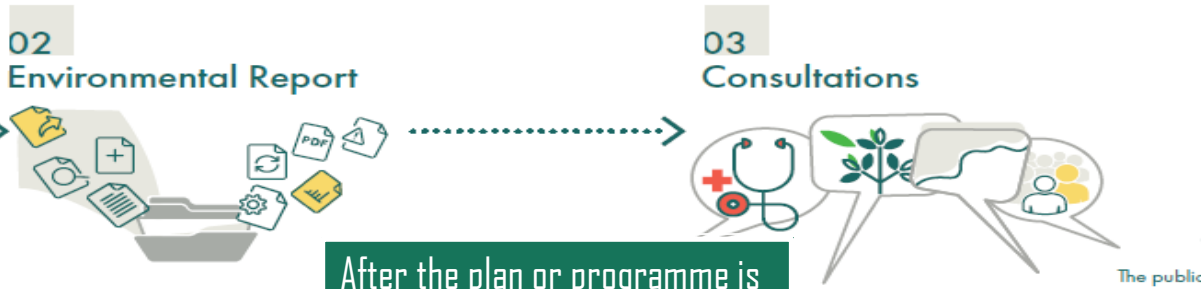 02
Environmental Report
03
Consultations
PDF
After the plan or programme is
The public